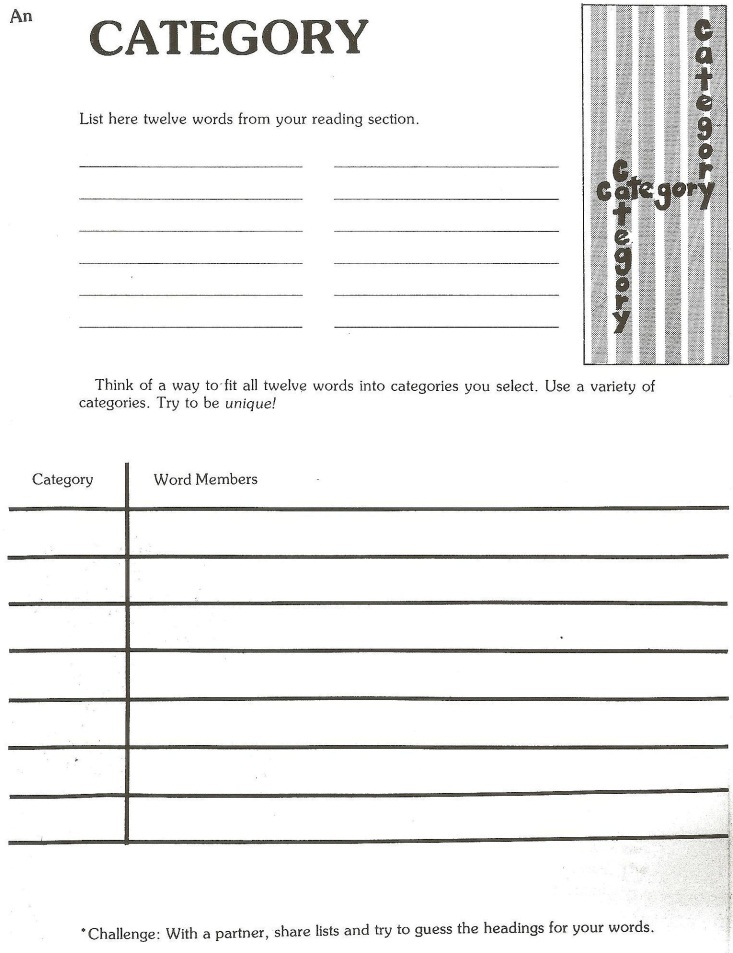 An
CATEGORY
Category
Category
Category
List here twelve words from your reading section.
Think of a way to fit all twelve words into categories you select. Use a variety of
categories. Try to be unique!
Category Word Members
*Challenge: With a partner, share lists and try to guess the headings for your words.